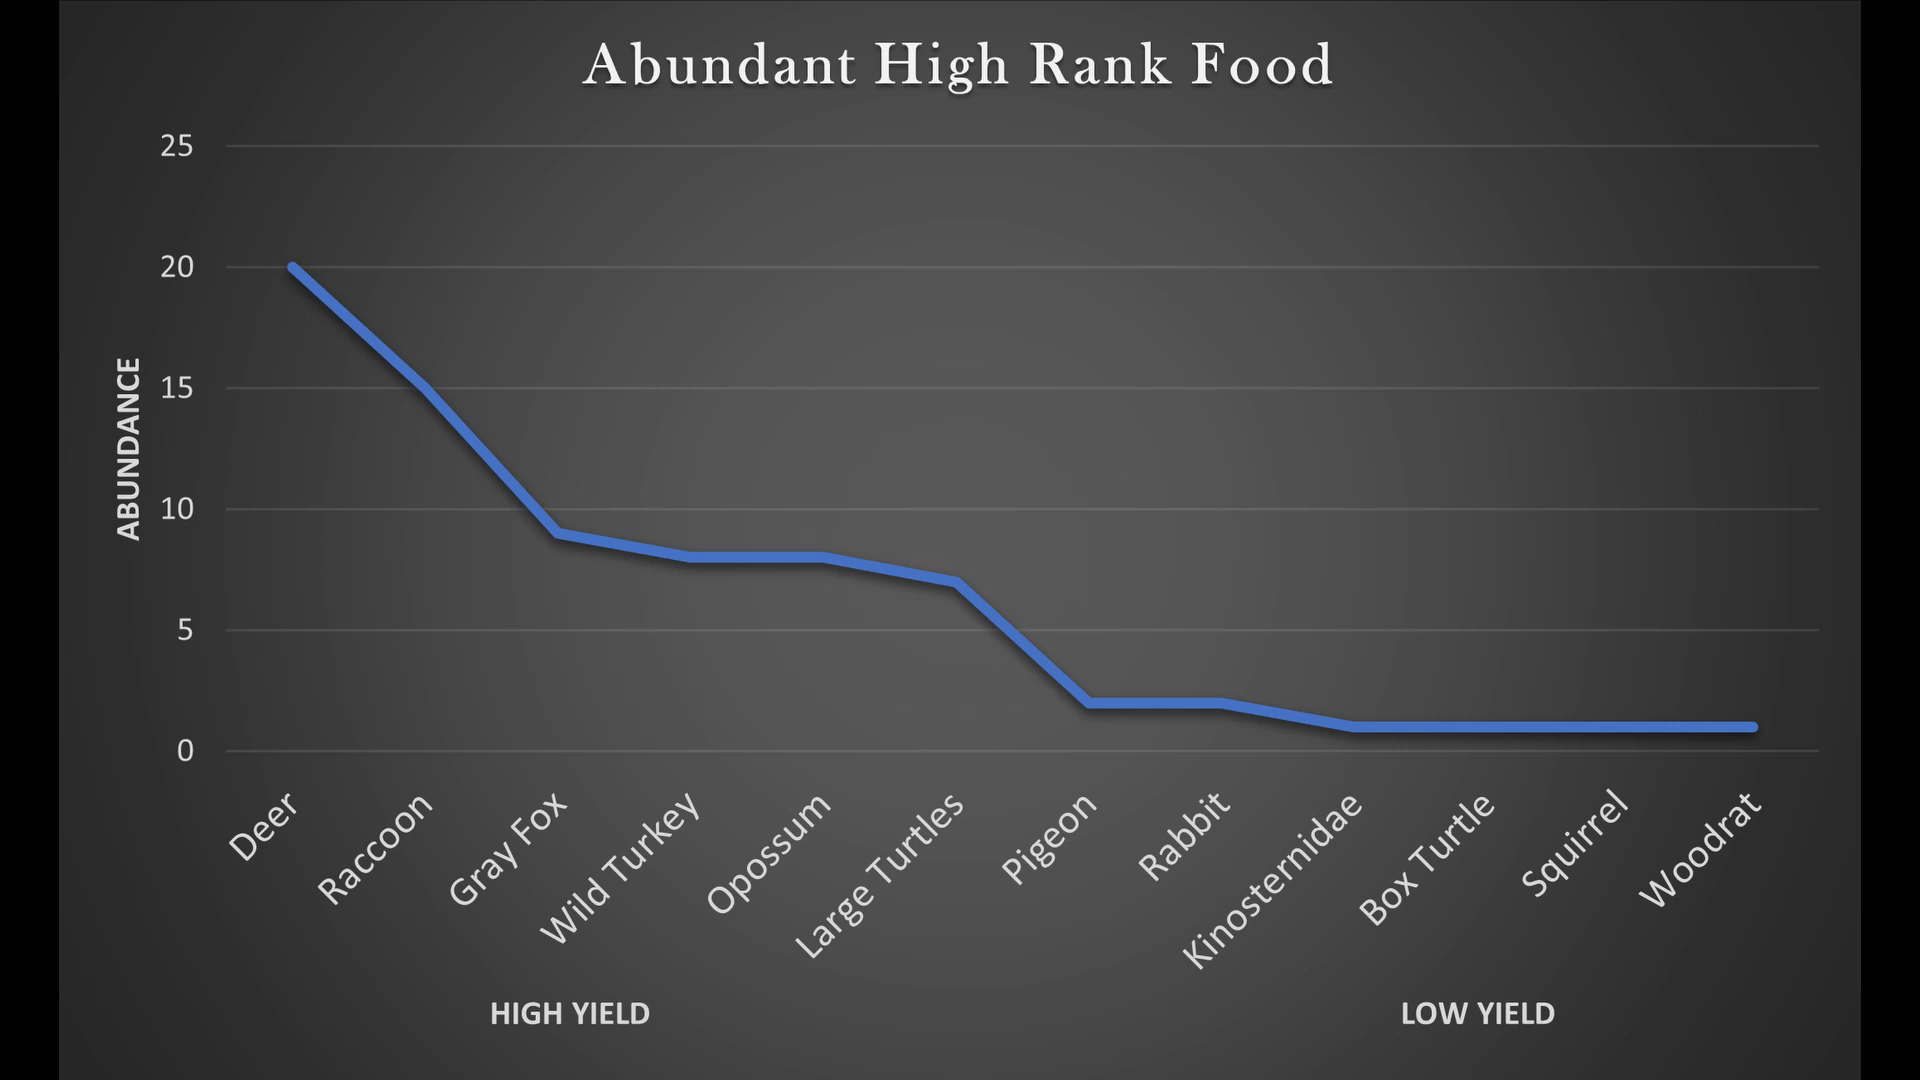 Abundant High Rank Food
25
20
15
10
5
0
ABUNDANCE
Deer
Raccoon
Gray Fox
Wild Turkey
Opossum
Large Turtles
Pigeon
Rabbit
Kinosternidae
Box Turtle
Squirrel
Woodrat
HIGH YIELD
LOW YIELD